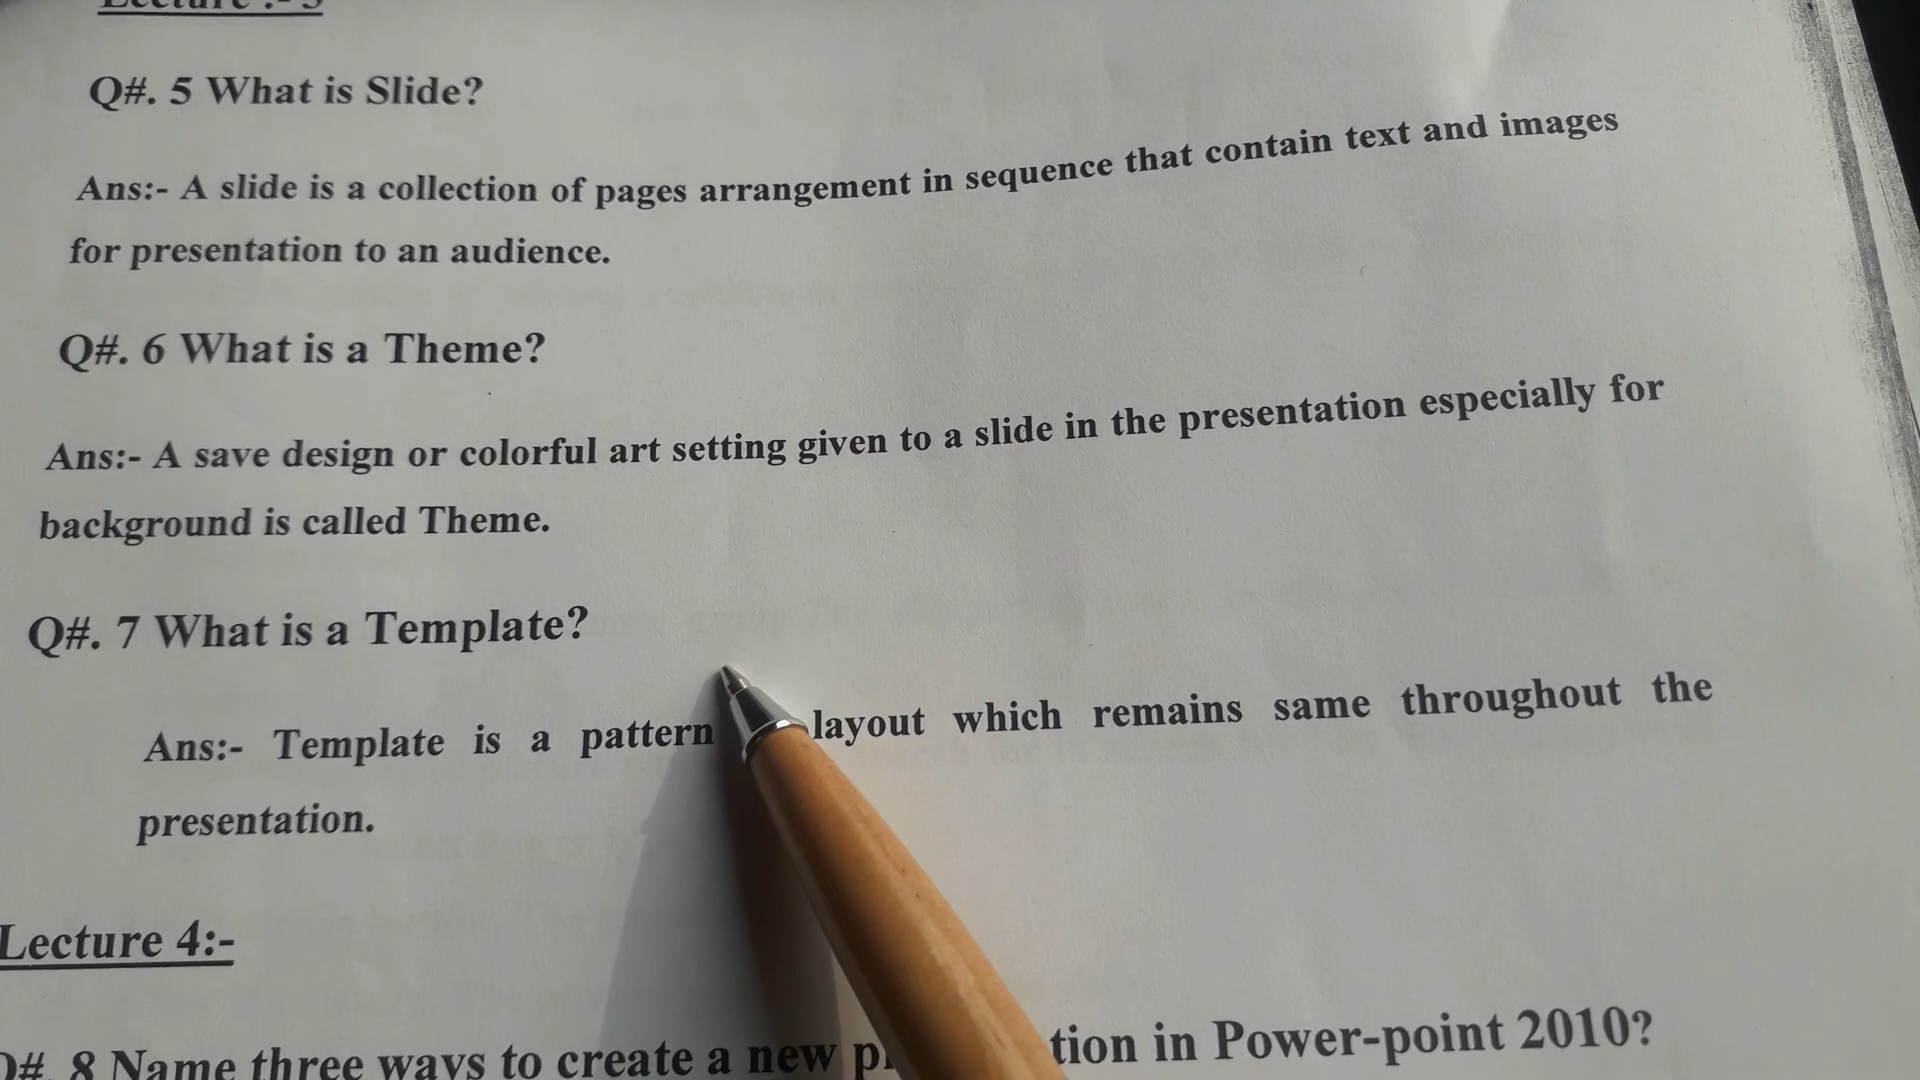 Lecture :- 3
Q#. 5 What is Slide?
Ans:- A slide is a collection of pages arrangement in sequence that contain text and images
for presentation to an audience.
Q#. 6 What is a Theme?
Ans:- A save design or colorful art setting given to a slide in the presentation especially for
background is called Theme.
Q#. 7 What is a Template?
Ans:- Template is a pattern layout which remains same throughout the
presentation.
Lecture 4:-
Q#. 8 Name three ways to create a new in Power-point 2010?